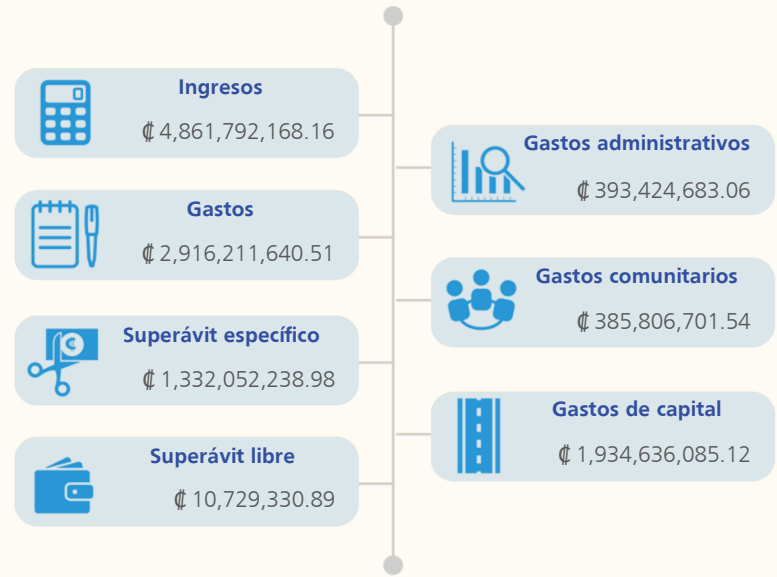 Ingresos
₡ 4,861,792,168.16
Gastos
₡ 2,916,211,640.51
Superávit específico
₡ 1,332,052,238.98
Superávit libre
₡ 10,729,330.89
Gastos administrativos
₡ 393,424,683.06
Gastos comunitarios
₡ 385,806,701.54
Gastos de capital
₡ 1,934,636,085.12